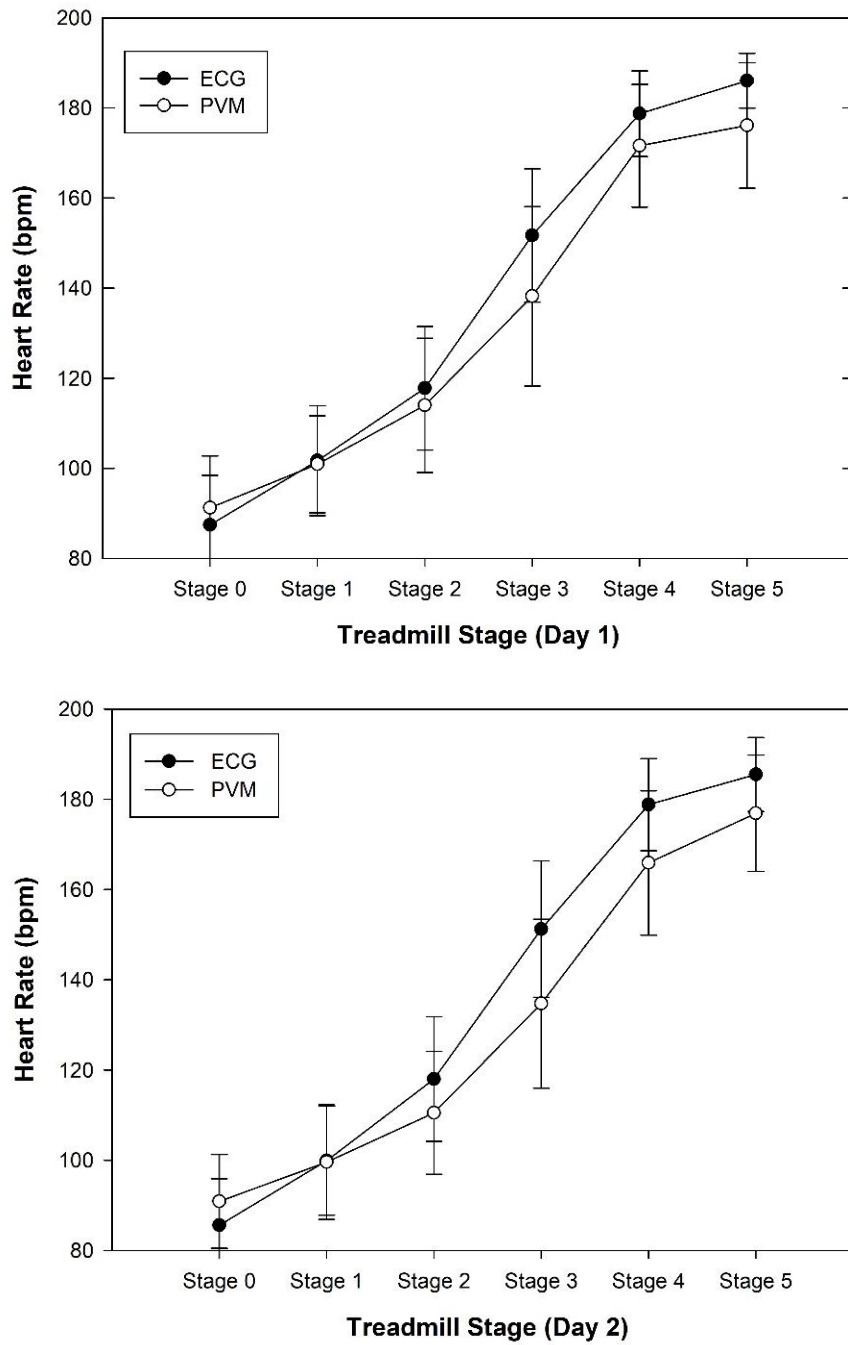 200
180
160
140
120
100
80
Heart Rate (bpm)
ECG
PVM
Stage 0 Stage 1 Stage 2 Stage 3 Stage 4 Stage 5
Treadmill Stage (Day 1)
200
180
160
140
120
100
80
Heart Rate (bpm)
ECG
PVM
Stage 0 Stage 1 Stage 2 Stage 3 Stage 4 Stage 5
Treadmill Stage (Day 2)